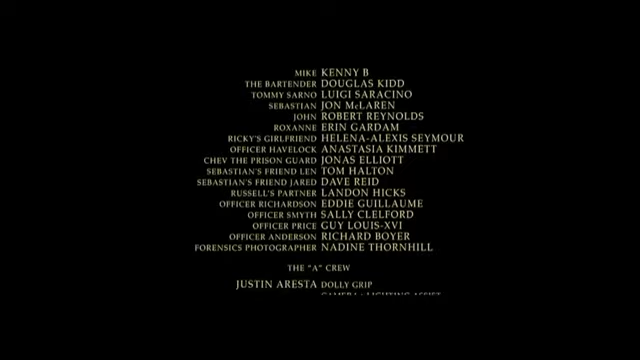 MIKE KENNY B
THE BARTENDER DOUGLAS KIDD
TOMMY SARNO LUIGI SARACINO
SEBASTIAN JON McLAREN
JOHN ROBERT REYNOLDS
ROXANNE ERIN GARDAM
RICKY'S GIRLFRIEND HELENA-ALEXIS SEYMOUR
OFFICER HAVELOCK ANASTASIA KIMMETT
CHEV THE PRISON GUARD JONAS ELLIOTT
SEBASTIAN'S FRIEND LEN TOM HALTON
SEBASTIAN'S FRIEND JARED DAVE REID
RUSSELL'S PARTNER LANDON HICKS
OFFICER RICHARDSON EDDIE GUILLAUME
OFFICER SMYTH SALLY CLELFORD
OFFICER PRICE GUY LOUIS-XVI
OFFICER ANDERSON RICHARD BOYER
FORENSICS PHOTOGRAPHER NADINE THORNHILL
THE "A" CREW
JUSTIN ARESTA DOLLY GRIP